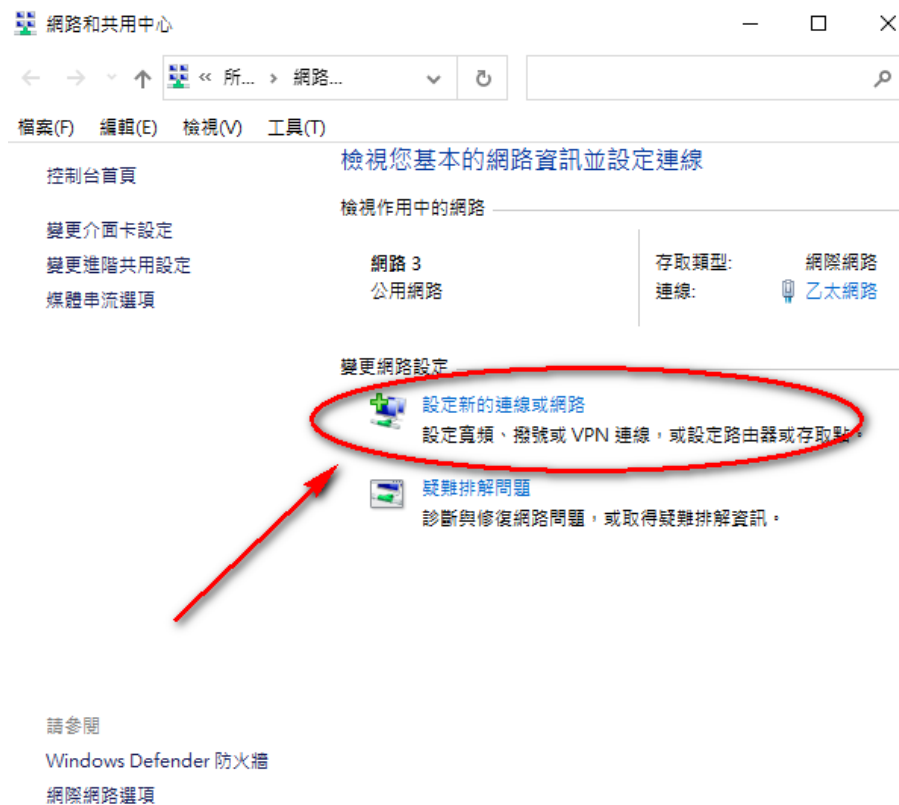 網路和共用中心
« 所... › 網路...
檔案(F) 編輯(E) 檢視(V) 工具(T)
控制台首頁
變更介面卡設定
變更進階共用設定
媒體串流選項
檢視您基本的網路資訊並設定連線
檢視作用中的網路
網路 3
公用網路
存取類型: 網際網路
連線: 乙太網路
變更網路設定
設定新的連線或網路
設定寬頻、撥號或 VPN 連線，或設定路由器或存取點。
疑難排解問題
診斷與修復網路問題，或取得疑難排解資訊。
請參閱
Windows Defender 防火牆
網際網路選項